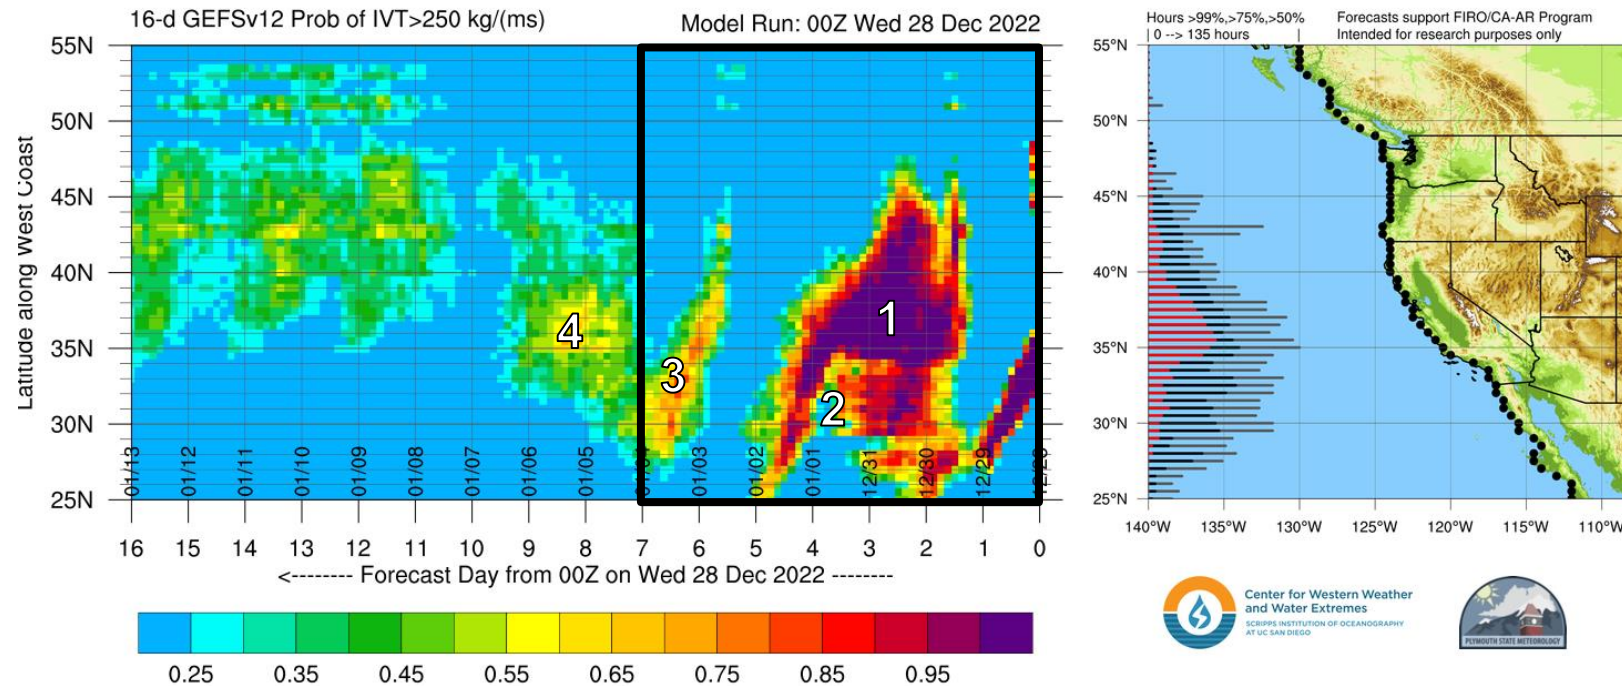 16-d GEFSv12 Prob of IVT>250 kg/(ms)
Model Run: 00Z Wed 28 Dec 2022
Hours >99%,>75%,>50%
| 0 --> 135 hours |
Forecasts support FIRO/CA-AR Program
Intended for research purposes only
Latitude along West Coast
55N
50N
45N
40N
35N
30N
25N
1
2
3
4
01/13
01/12
01/11
01/10
01/09
01/08
01/07
01/06
01/05
01/03
01/02
01/01
12/31
12/30
12/29
16 15 14 13 12 11 10 9 8 7 6 5 4 3 2 1 0
<-------- Forecast Day from 00Z on Wed 28 Dec 2022 --------
0.25 0.35 0.45 0.55 0.65 0.75 0.85 0.95
55°N
50°N
45°N
40°N
35°N
30°N
25°N
140°W 135°W 130°W 125°W 120°W 115°W 110°W
Center for Western Weather
and Water Extremes
SCRIPPS INSTITUTION OF OCEANOGRAPHY
AT UC SAN DIEGO
PLYMOUTH STATE METEOROLOGY